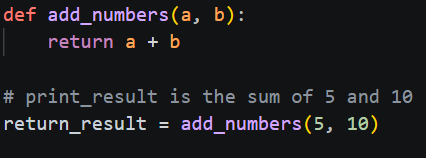 def add_numbers(a, b):
    return a + b
# print_result is the sum of 5 and 10
return_result = add_numbers(5, 10)